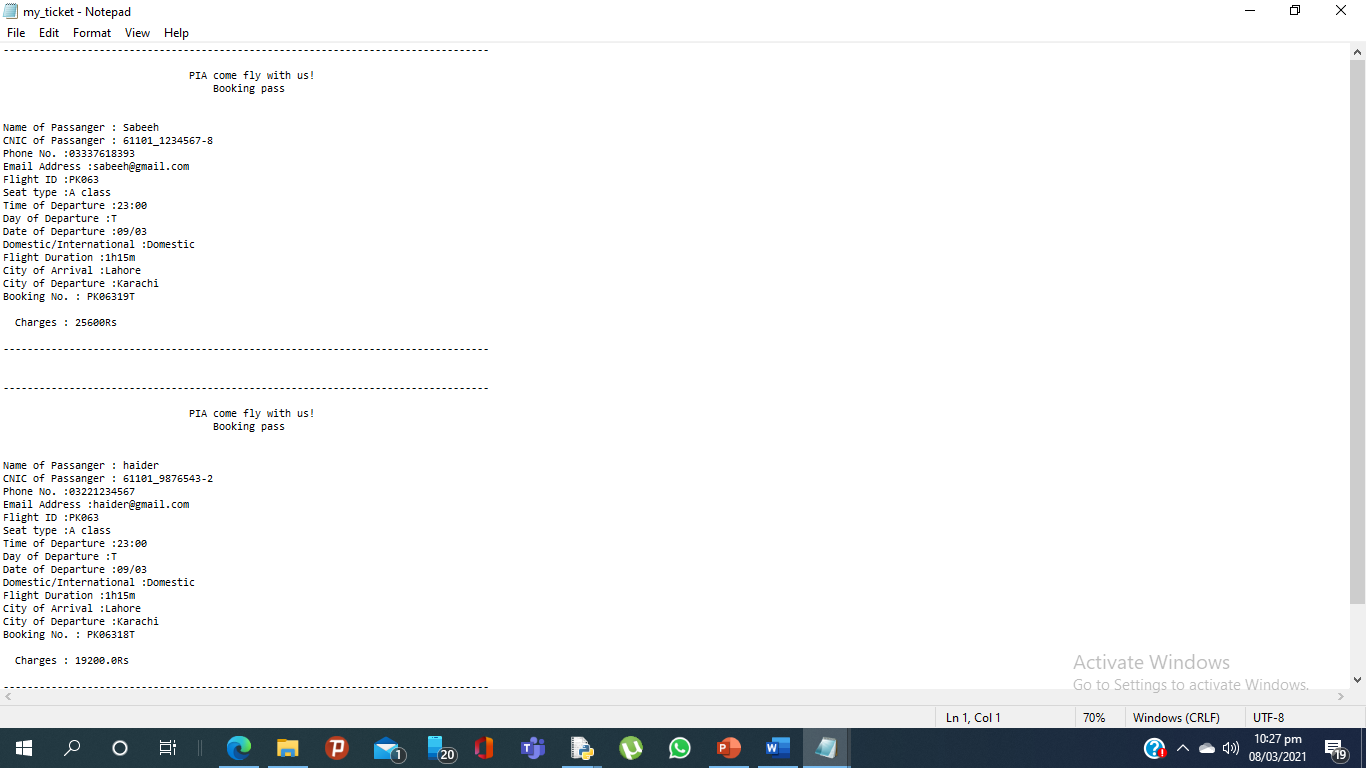 my_ticket - Notepad
File Edit Format View Help
---------------------------------------------------------------------------------
PIA come fly with us!
Booking pass
Name of Passanger : Sabeeh
CNIC of Passanger : 61101_1234567-8
Phone No. :03337618393
Email Address :sabeeh@gmail.com
Flight ID :PK063
Seat type :A class
Time of Departure :23:00
Day of Departure :T
Date of Departure :09/03
Domestic/International :Domestic
Flight Duration :1h15m
City of Arrival :Lahore
City of Departure :Karachi
Booking No. : PK06319T
Charges : 25600Rs
---------------------------------------------------------------------------------
---------------------------------------------------------------------------------
PIA come fly with us!
Booking pass
Name of Passanger : haider
CNIC of Passanger : 61101_9876543-2
Phone No. :03221234567
Email Address :haider@gmail.com
Flight ID :PK063
Seat type :A class
Time of Departure :23:00
Day of Departure :T
Date of Departure :09/03
Domestic/International :Domestic
Flight Duration :1h15m
City of Arrival :Lahore
City of Departure :Karachi
Booking No. : PK06318T
Charges : 19200.0Rs
---------------------------------------------------------------------------------
Activate Windows
Go to Settings to activate Windows.
Ln 1, Col 1 70% Windows (CRLF) UTF-8
1 20 10:27 pm
08/03/2021 19